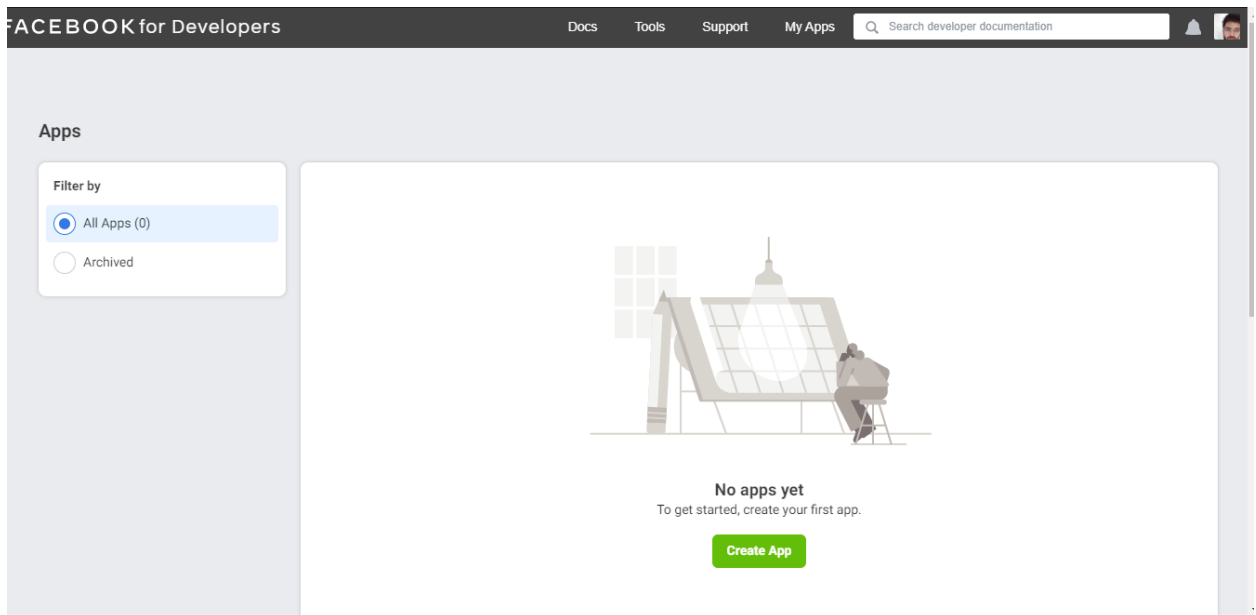 FACEBOOK for Developers
Docs Tools Support My Apps Search developer documentation
Apps
Filter by
All Apps (0)
Archived
No apps yet
To get started, create your first app.
Create App